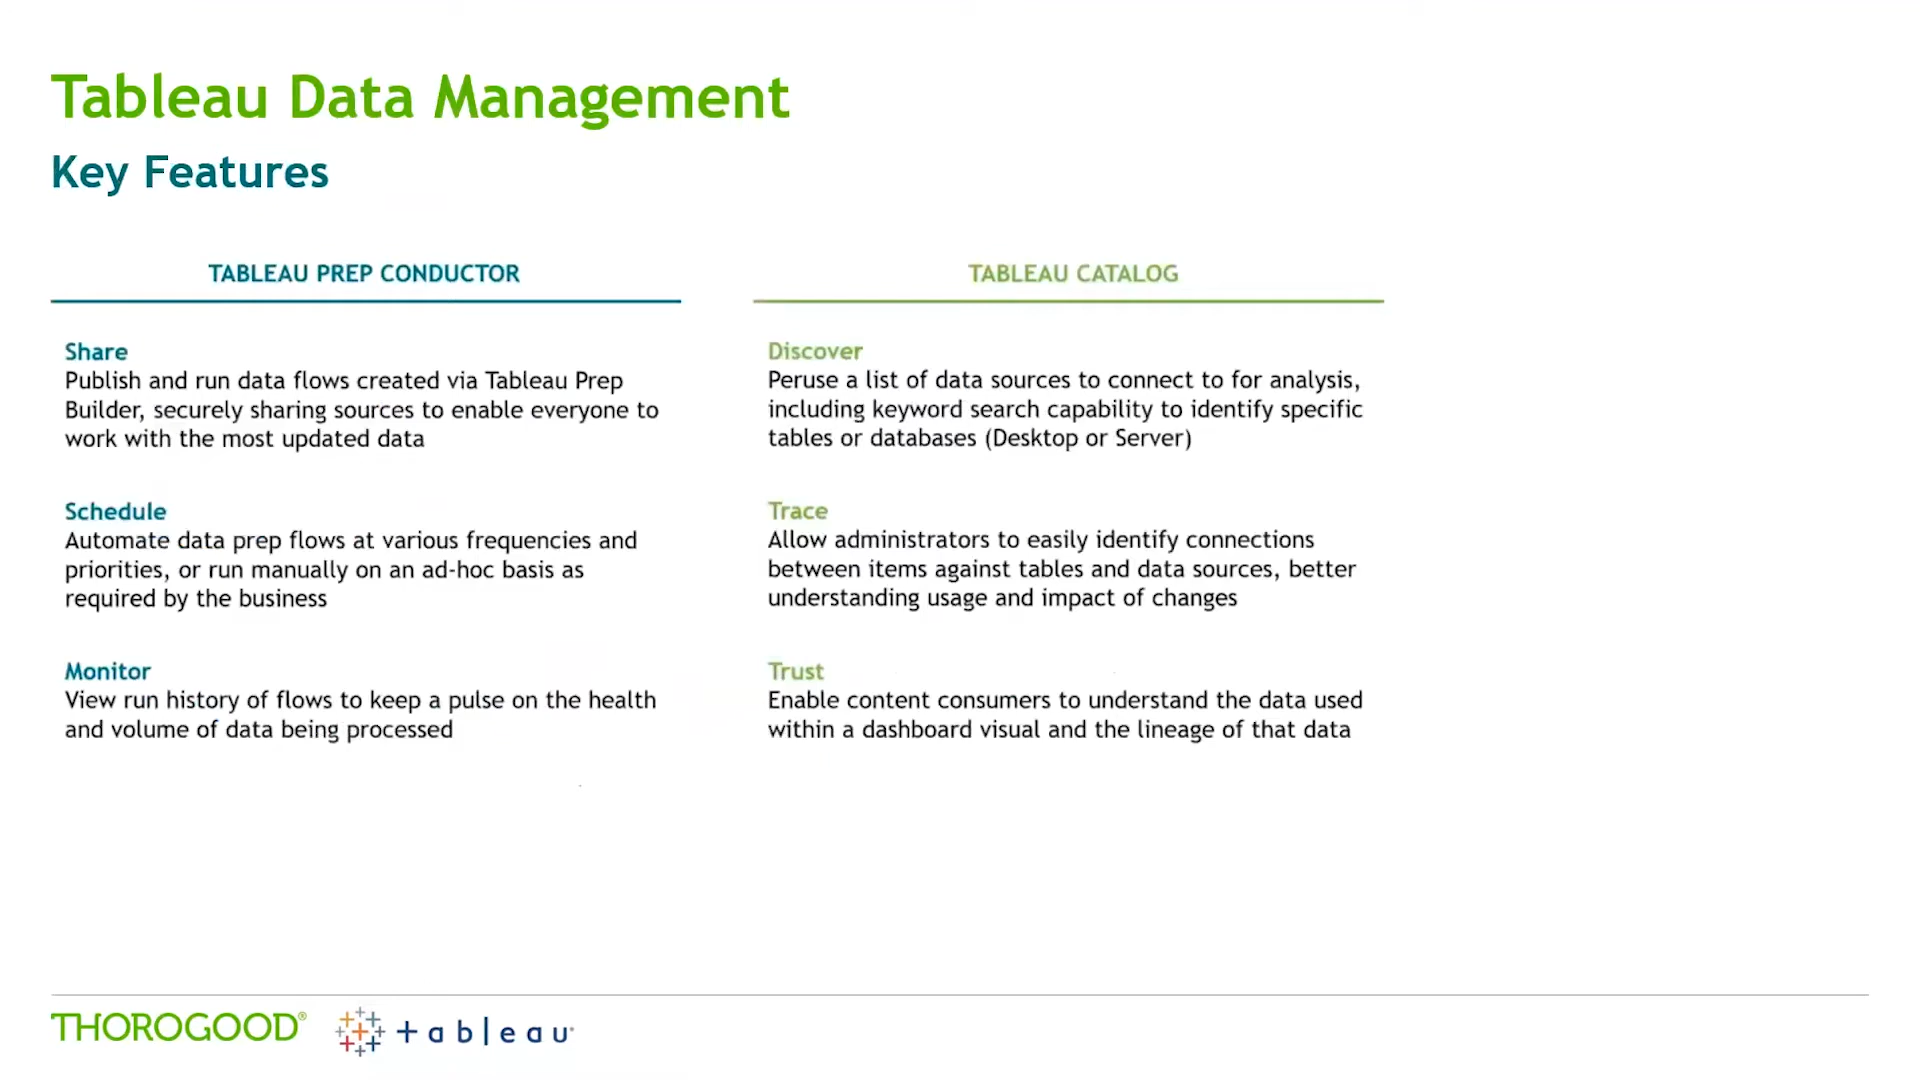 Tableau Data Management
Key Features
TABLEAU PREP CONDUCTOR
Share
Publish and run data flows created via Tableau Prep
Builder, securely sharing sources to enable everyone to
work with the most updated data
Schedule
Automate data prep flows at various frequencies and
priorities, or run manually on an ad-hoc basis as
required by the business
Monitor
View run history of flows to keep a pulse on the health
and volume of data being processed
TABLEAU CATALOG
Discover
Peruse a list of data sources to connect to for analysis,
including keyword search capability to identify specific
tables or databases (Desktop or Server)
Trace
Allow administrators to easily identify connections
between items against tables and data sources, better
understanding usage and impact of changes
Trust
Enable content consumers to understand the data used
within a dashboard visual and the lineage of that data
THOROGOOD®
+ableau